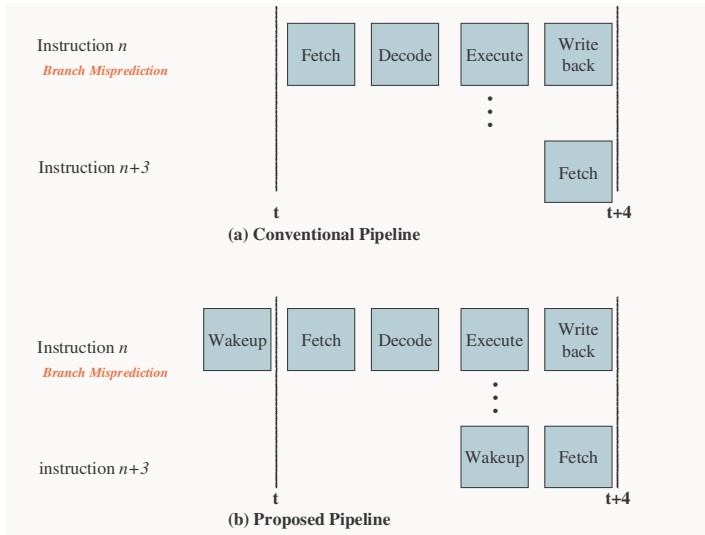 Instruction n
Branch Misprediction
Fetch
Decode
Execute
Write
back
Instruction n+3
Fetch
t
t+4
(a) Conventional Pipeline
Instruction n
Branch Misprediction
Wakeup
Fetch
Decode
Execute
Write
back
instruction n+3
Wakeup
Fetch
t
t+4
(b) Proposed Pipeline